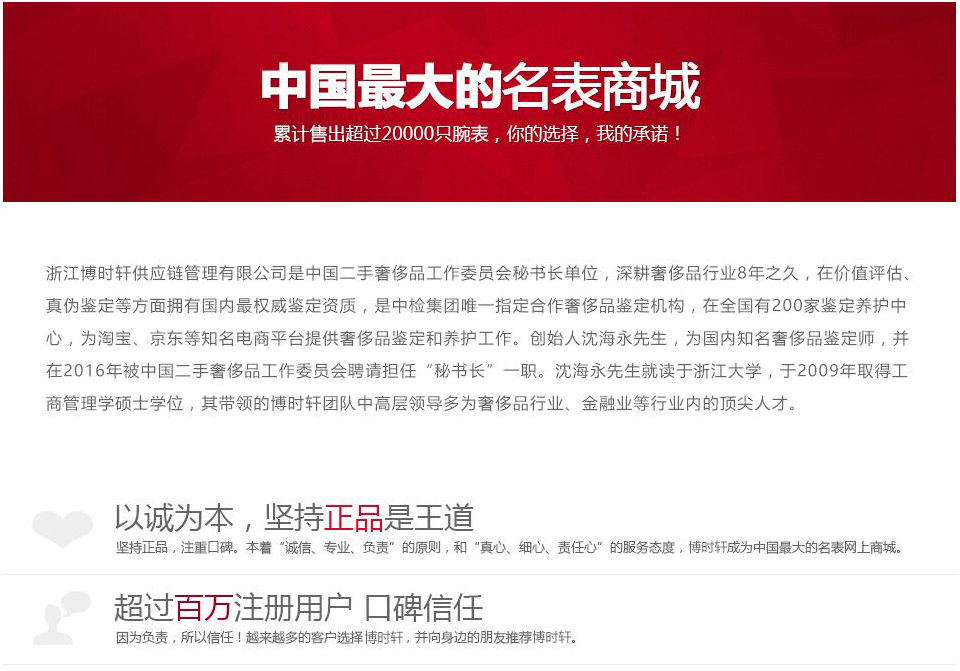 中国最大的名表商城
累计售出超过20000只腕表，你的选择，我的承诺！
浙江博时轩供应链管理有限公司是中国二手奢侈品工作委员会秘书长单位，深耕奢侈品行业8年之久，在价值评估、
真伪鉴定等方面拥有国内最权威鉴定资质，是中检集团唯一指定合作奢侈品鉴定机构，在全国有200家鉴定养护中
心，为淘宝、京东等知名电商平台提供奢侈品鉴定和养护工作。创始人沈海永先生，为国内知名奢侈品鉴定师，并
在2016年被中国二手奢侈品工作委员会聘请担任“秘书长”一职。沈海永先生就读于浙江大学，于2009年取得工
商管理学硕士学位，其带领的博时轩团队中高层领导多为奢侈品行业、金融业等行业内的顶尖人才。
以诚为本，坚持正品是王道
坚持正品，注重口碑。本着“诚信、专业、负责”的原则，和“真心、细心、责任心”的服务态度，博时轩成为中国最大的名表网上商城。
超过百万注册用户 口碑信任
因为负责，所以信任！越来越多的客户选择博时轩，并向身边的朋友推荐博时轩。